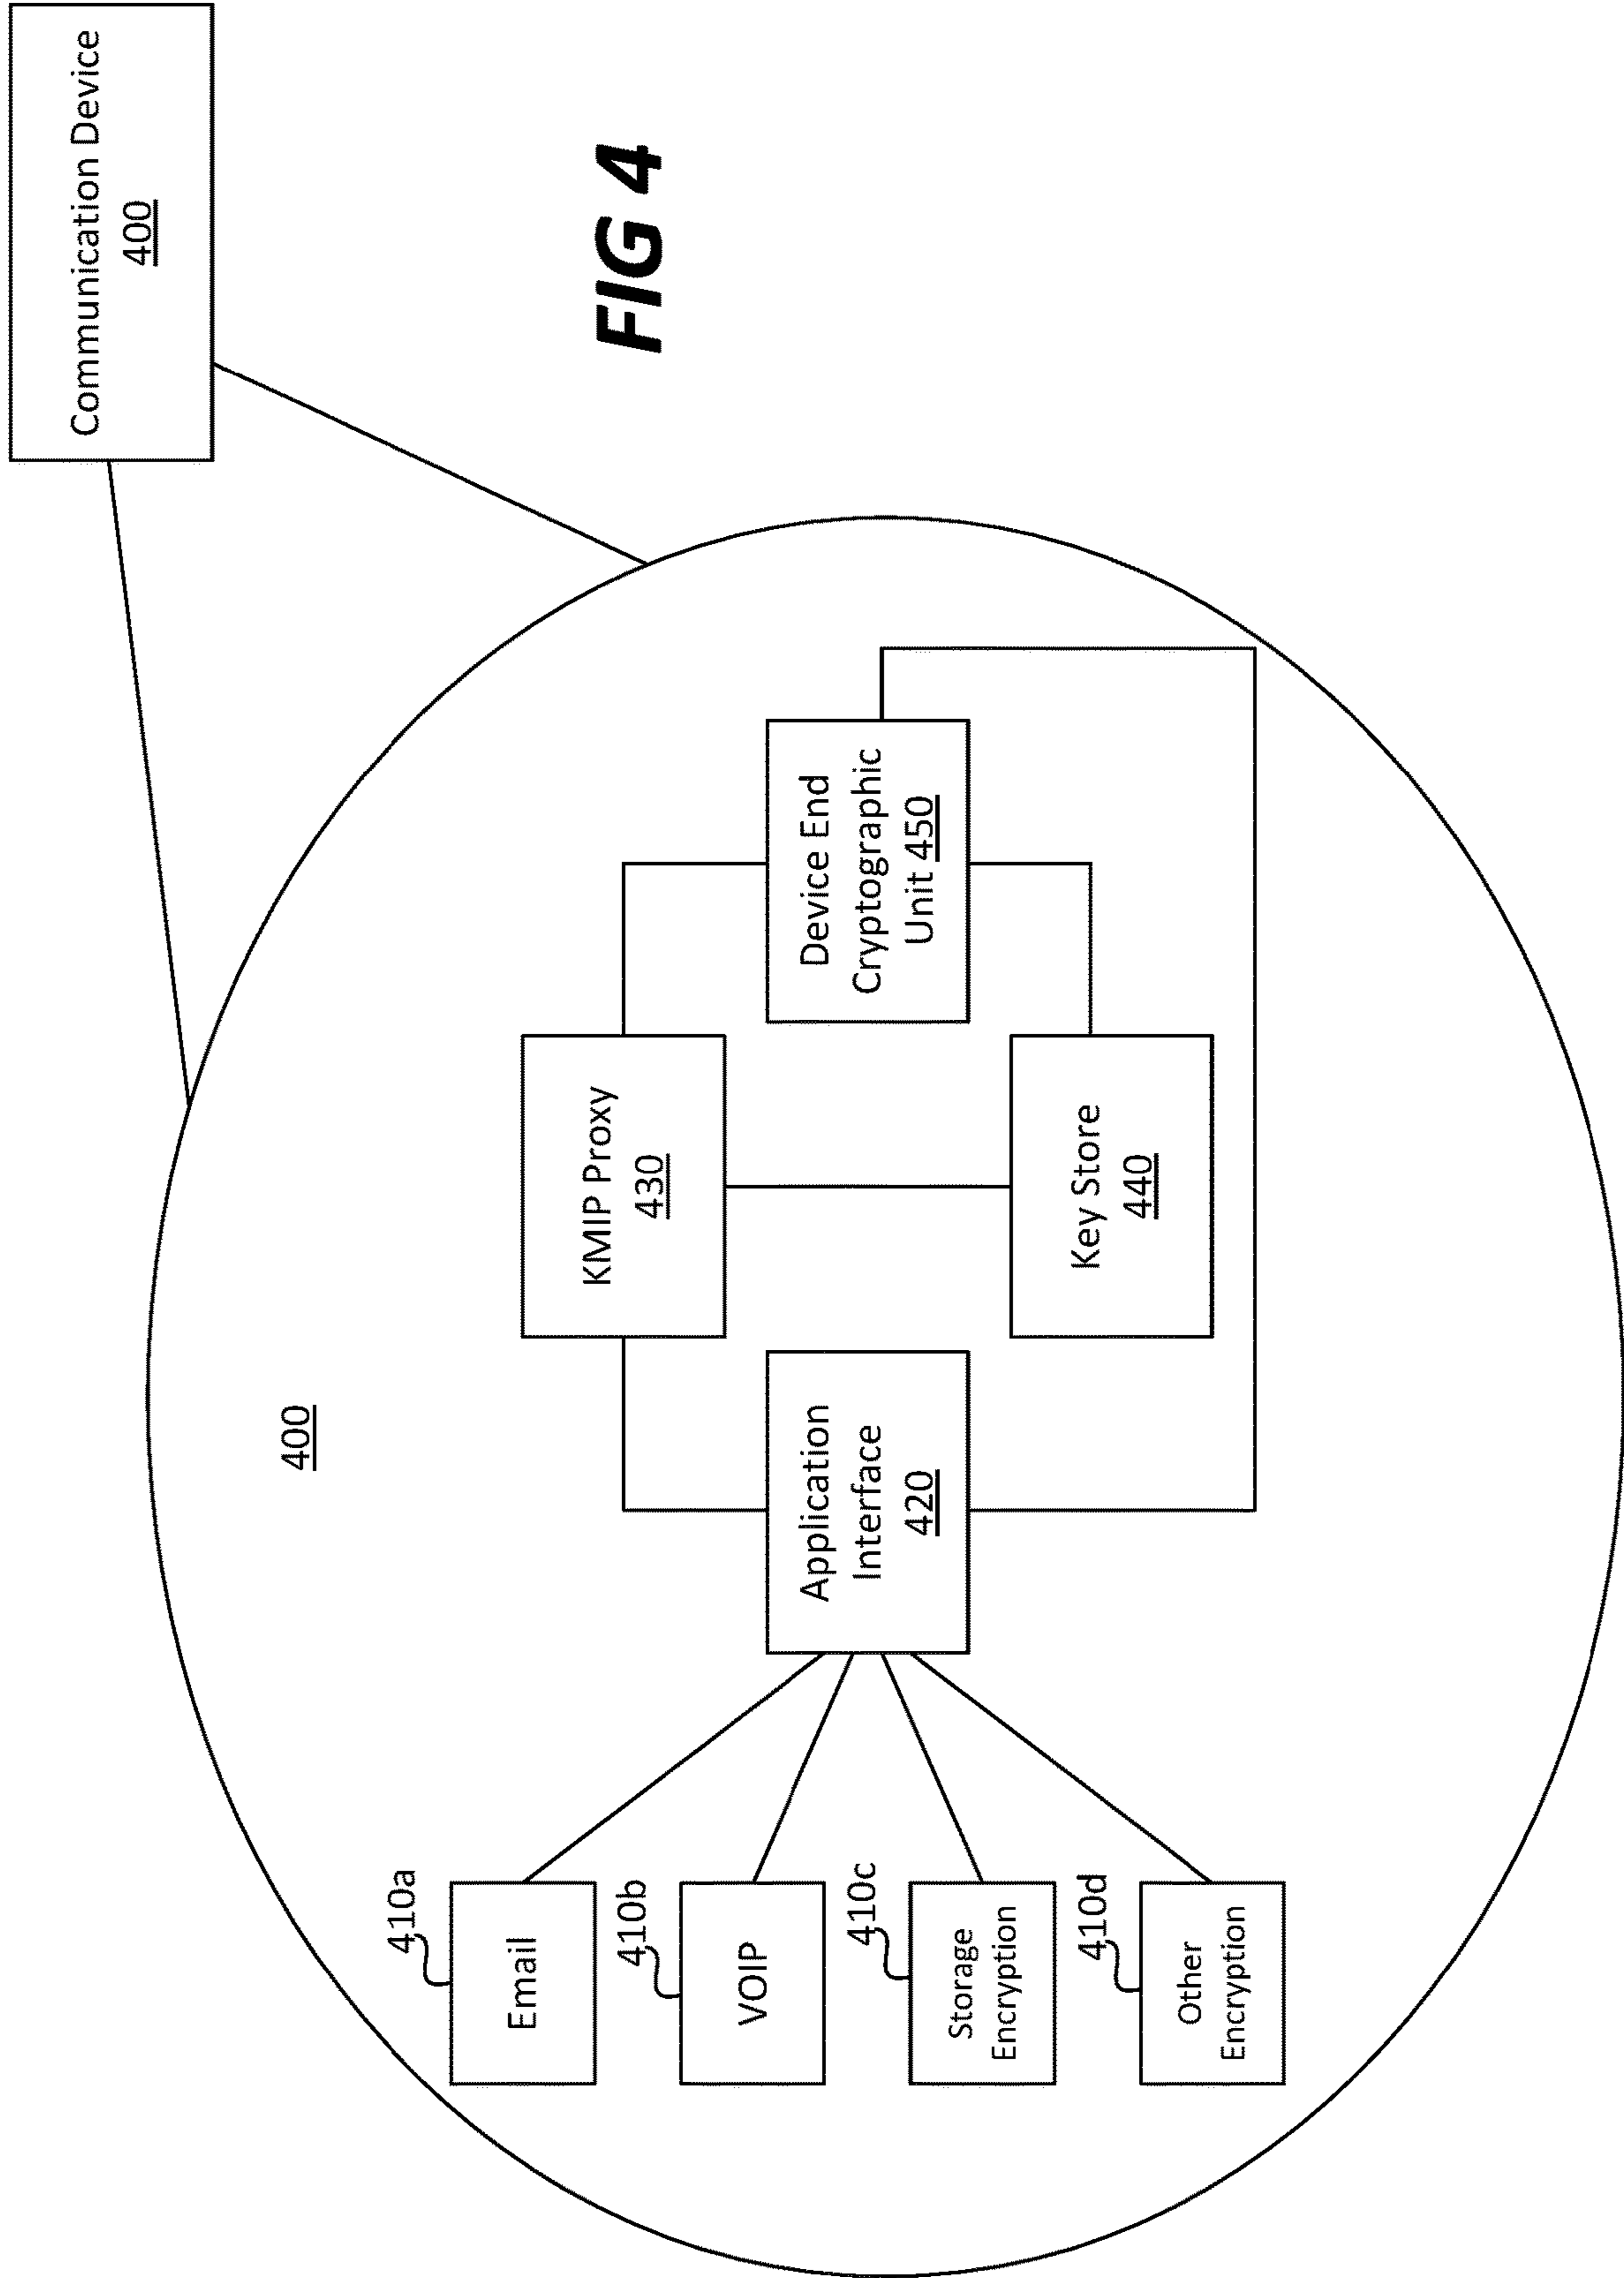 Communication Device
400
400
410a
Email
410b
VOIP
410c
Storage
Encryption
410d
Other
Encryption
Application
Interface
420
KMIP Proxy
430
Key Store
440
Device End
Cryptographic
Unit 450
FIG 4